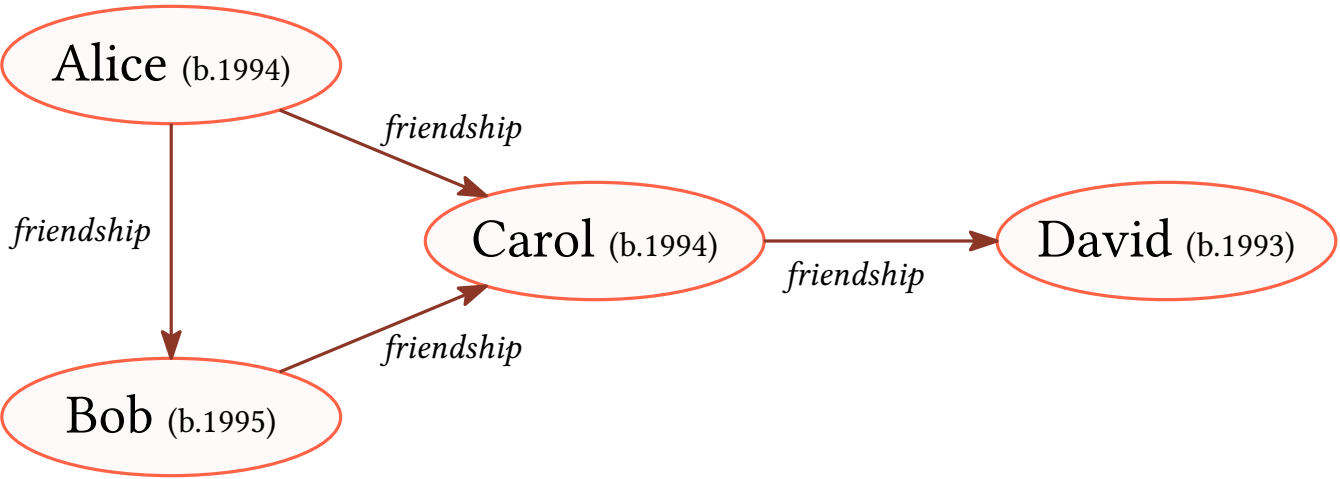 Alice (b.1994)
friendship
friendship
Carol (b.1994)
friendship
David (b.1993)
friendship
Bob (b.1995)